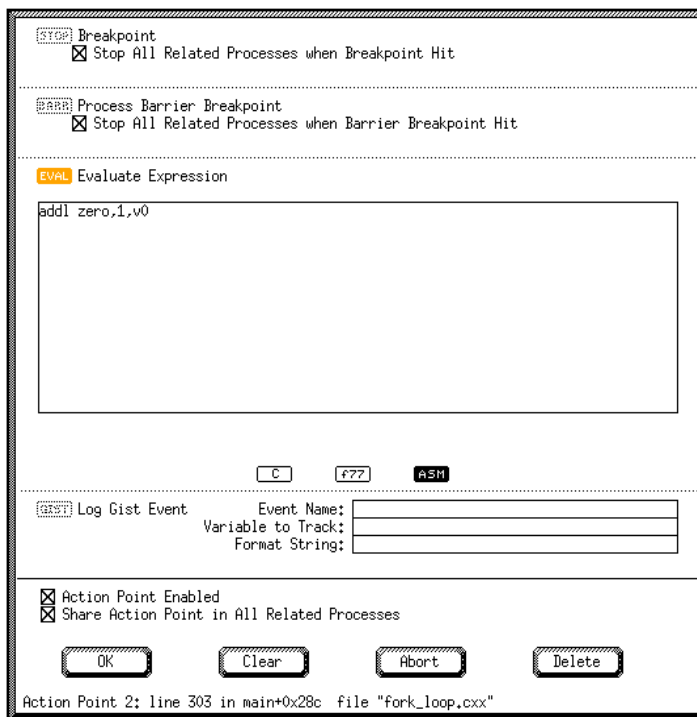 STOP Breakpoint
Stop All Related Processes when Breakpoint Hit
BARR Process Barrier Breakpoint
Stop All Related Processes when Barrier Breakpoint Hit
EVAL Evaluate Expression
addl zero,1,v0
C f77 ASM
GIST Log Gist Event Event Name:
Variable to Track:
Format String:
Action Point Enabled
Share Action Point in All Related Processes
OK Clear Abort Delete
Action Point 2: line 303 in main+0x28c file "fork_loop.cxx"